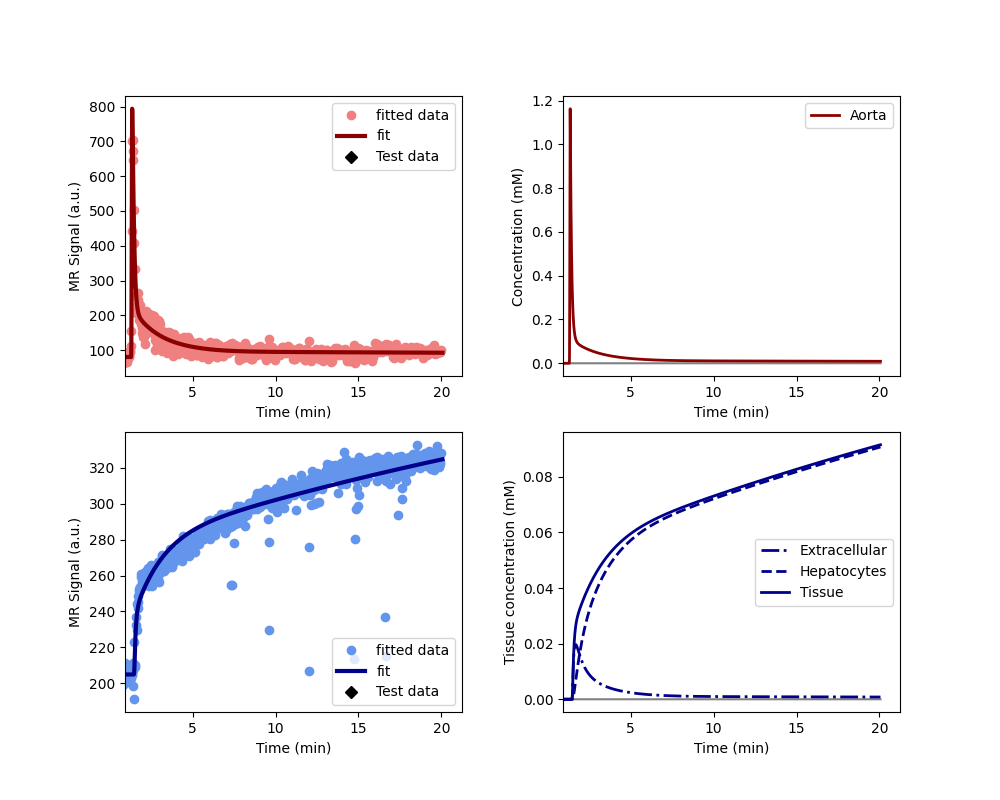 800
700
600
500
400
300
200
100
MR Signal (a.u.)
fitted data
fit
Test data
5
10
15
20
Time (min)
1.2
1.0
0.8
0.6
0.4
0.2
0.0
Concentration (mM)
Aorta
5
10
15
20
Time (min)
320
300
280
260
240
220
200
MR Signal (a.u.)
fitted data
fit
Test data
5
10
15
20
Time (min)
0.08
0.06
0.04
0.02
0.00
Tissue concentration (mM)
Extracellular
Hepatocytes
Tissue
5
10
15
20
Time (min)